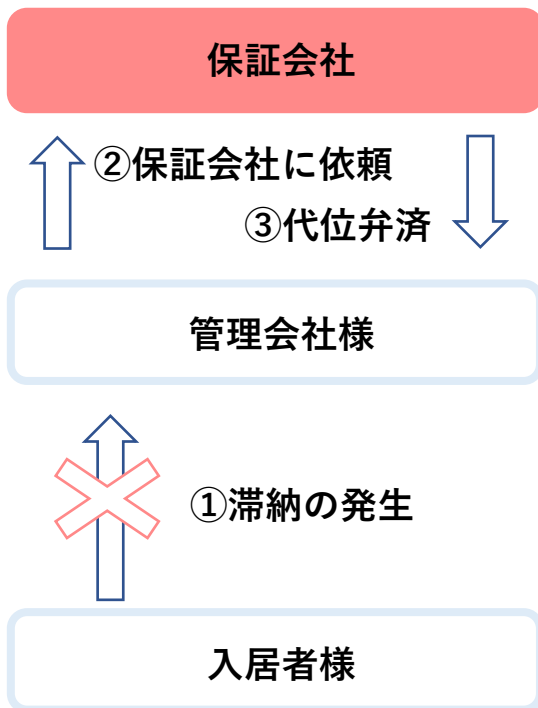 保証会社
②保証会社に依頼
③代位弁済
管理会社様
①滞納の発生
入居者様